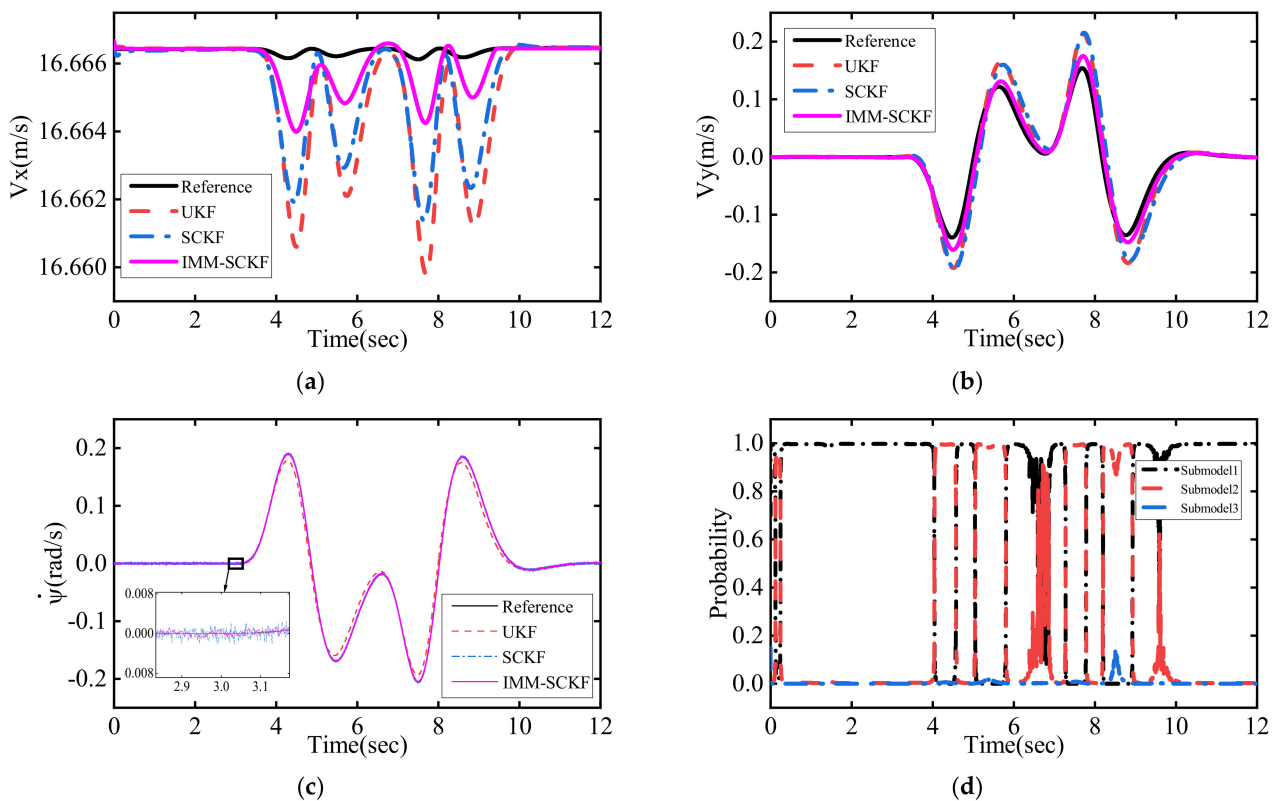 16.666
16.664
16.662
16.660
Vx(m/s)
Reference
UKF
SCKF
IMM-SCKF
0 2 4 6 8 10 12
Time(sec)
(a)
0.2
0.1
0.0
-0.1
-0.2
Vy(m/s)
Reference
UKF
SCKF
IMM-SCKF
0 2 4 6 8 10 12
Time(sec)
(b)
0.2
0.1
0.0
-0.1
-0.2
ψ̇(rad/s)
0.008
0.000
0.008
2.9 3.0 3.1
Reference
UKF
SCKF
IMM-SCKF
0 2 4 6 8 10 12
Time(sec)
(c)
1.0
0.8
0.6
0.4
0.2
0.0
Probability
Submodel1
Submodel2
Submodel3
0 2 4 6 8 10 12
Time(sec)
(d)